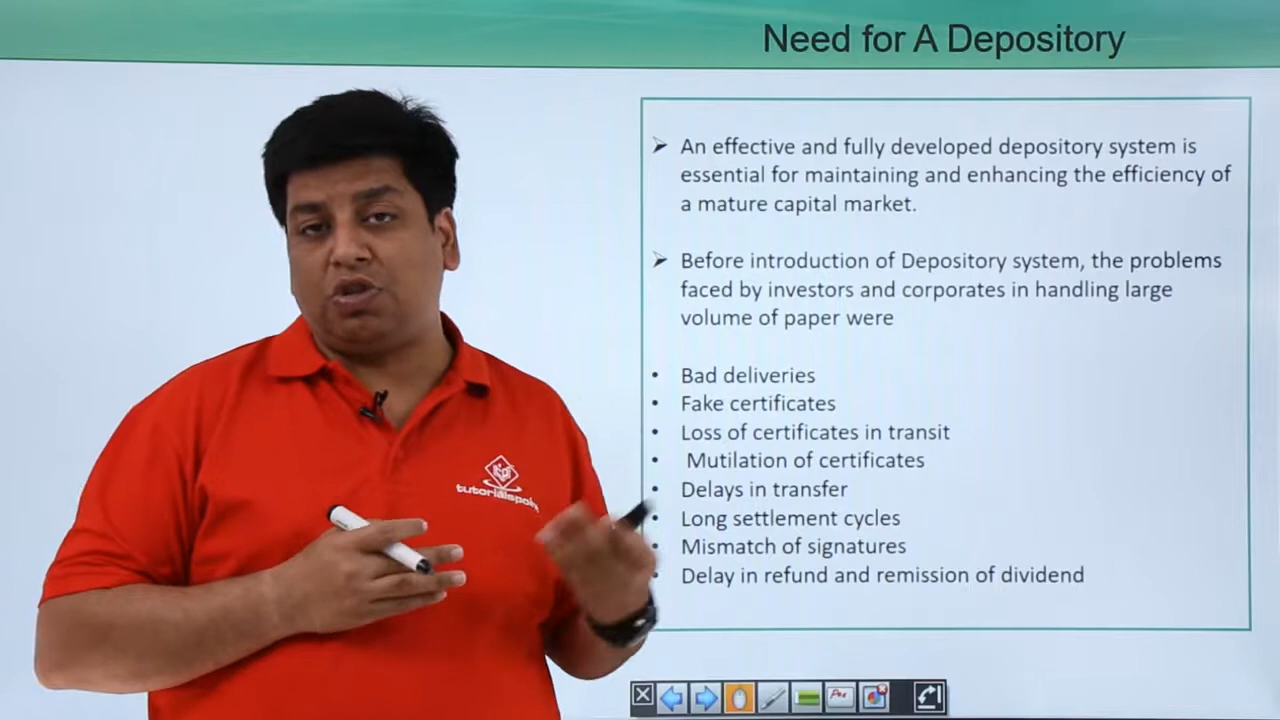 Need for A Depository
➢ An effective and fully developed depository system is
essential for maintaining and enhancing the efficiency of
a mature capital market.
➢ Before introduction of Depository system, the problems
faced by investors and corporates in handling large
volume of paper were
• Bad deliveries
• Fake certificates
• Loss of certificates in transit
• Mutilation of certificates
• Delays in transfer
• Long settlement cycles
• Mismatch of signatures
• Delay in refund and remission of dividend
tutorialspoint